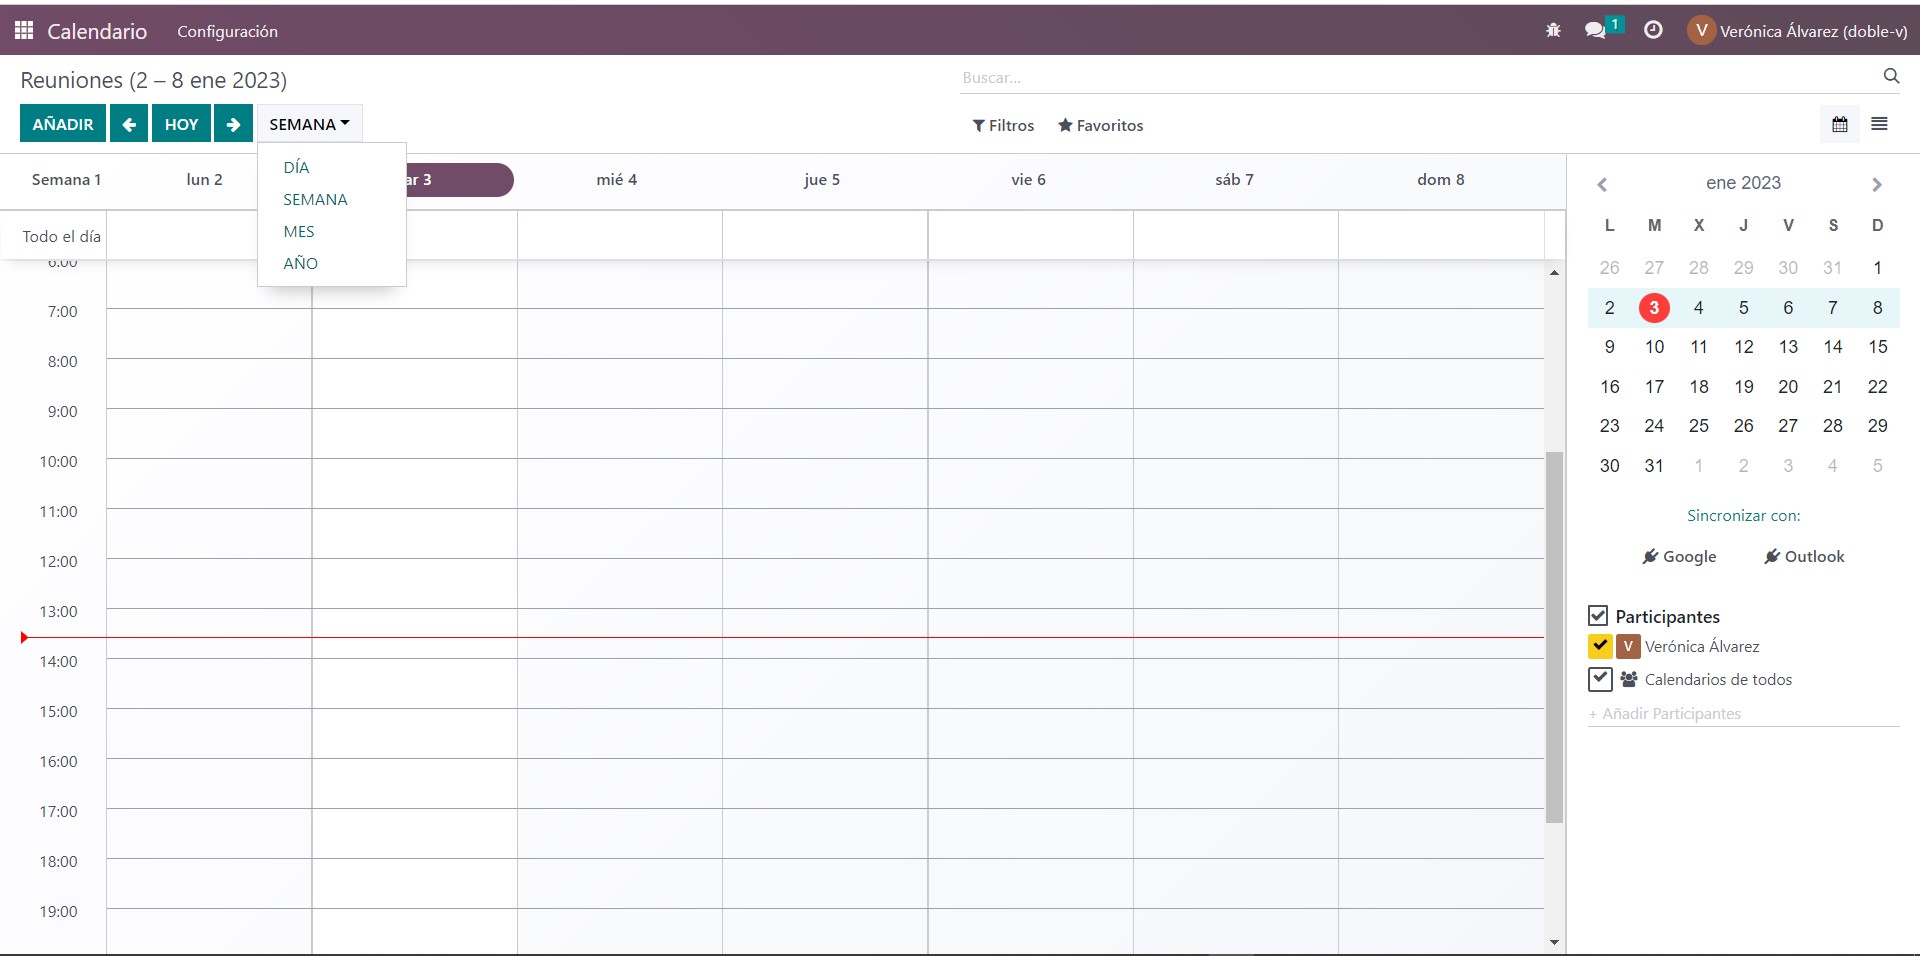 Calendario Configuración 1 V Verónica Álvarez (doble-v)
Reuniones (2 – 8 ene 2023) Buscar...
AÑADIR HOY SEMANA Filtros Favoritos
DÍA
SEMANA
MES
AÑO
Semana 1 lun 2 ar 3 mié 4 jue 5 vie 6 sáb 7 dom 8
Todo el día
6:00
7:00
8:00
9:00
10:00
11:00
12:00
13:00
14:00
15:00
16:00
17:00
18:00
19:00
ene 2023
L M X J V S D
26 27 28 29 30 31 1
2 3 4 5 6 7 8
9 10 11 12 13 14 15
16 17 18 19 20 21 22
23 24 25 26 27 28 29
30 31 1 2 3 4 5
Sincronizar con:
Google Outlook
Participantes
V Verónica Álvarez
Calendarios de todos
+ Añadir Participantes